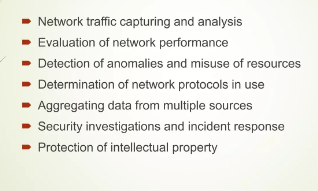 Network traffic capturing and analysis
Evaluation of network performance
Detection of anomalies and misuse of resources
Determination of network protocols in use
Aggregating data from multiple sources
Security investigations and incident response
Protection of intellectual property